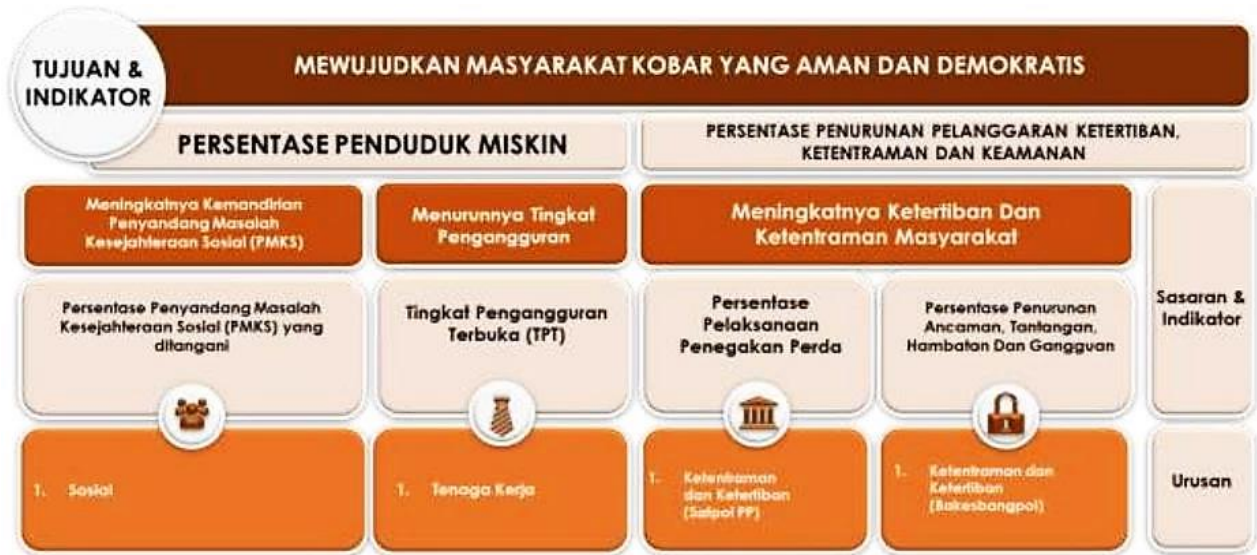 TUJUAN &
INDIKATOR
MEWUJUDKAN MASYARAKAT KOBAR YANG AMAN DAN DEMOKRATIS
PERSENTASE PENDUDUK MISKIN
PERSENTASE PENURUNAN PELANGGARAN KETERTIBAN,
KETENTRAMAN DAN KEAMANAN
Meningkatnya Kemandirian
Penyandang Masalah
Kesejahteraan Sosial (PMKS)
Menurunnya Tingkat
Pengangguran
Meningkatnya Ketertiban Dan
Ketentraman Masyarakat
Persentase Penyandang Masalah
Kesejahteraan Sosial (PMKS) yang
ditangani
Tingkat Pengangguran
Terbuka (TPT)
Persentase
Pelaksanaan
Penegakan Perda
Persentase Penurunan
Ancaman, Tantangan,
Hambatan Dan Gangguan
Sasaran &
Indikator
1. Sosial
1. Tenaga Kerja
1. Ketentraman
dan Ketertiban
(Satpol PP)
1. Ketentraman dan
Ketertiban
(Bakesbangpol)
Urusan